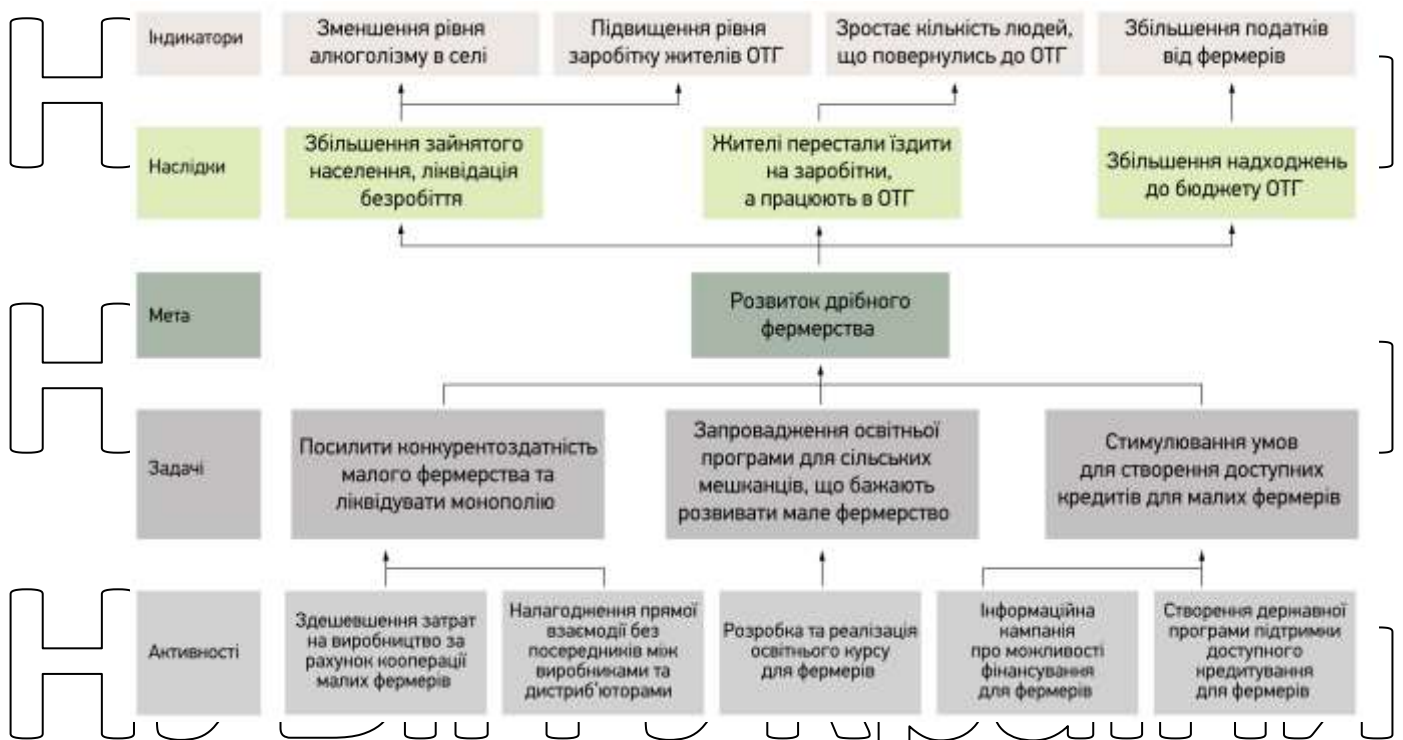 Індикатори
Зменшення рівня
алкоголізму в селі
Підвищення рівня
заробітку жителів ОТГ
Зростає кількість людей,
що повернулись до ОТГ
Збільшення податків
від фермерів
Наслідки
Збільшення зайнятого
населення, ліквідація
безробіття
Жителі перестали їздити
на заробітки,
а працюють в ОТГ
Збільшення надходжень
до бюджету ОТГ
Мета
Розвиток дрібного
фермерства
Задачі
Посилити конкурентоздатність
малого фермерства та
ліквідувати монополію
Запровадження освітньої
програми для сільських
мешканців, що бажають
розвивати мале фермерство
Стимулювання умов
для створення доступних
кредитів для малих фермерів
Активності
Здешевшення затрат
на виробництво за
рахунок кооперації
малих фермерів
Налагодження прямої
взаємодії без
посередників між
виробниками та
дистриб’юторами
Розробка та реалізація
освітнього курсу
для фермерів
Інформаційна
кампанія
про можливості
фінансування
для фермерів
Створення державної
програми підтримки
доступного
кредитування
для фермерів